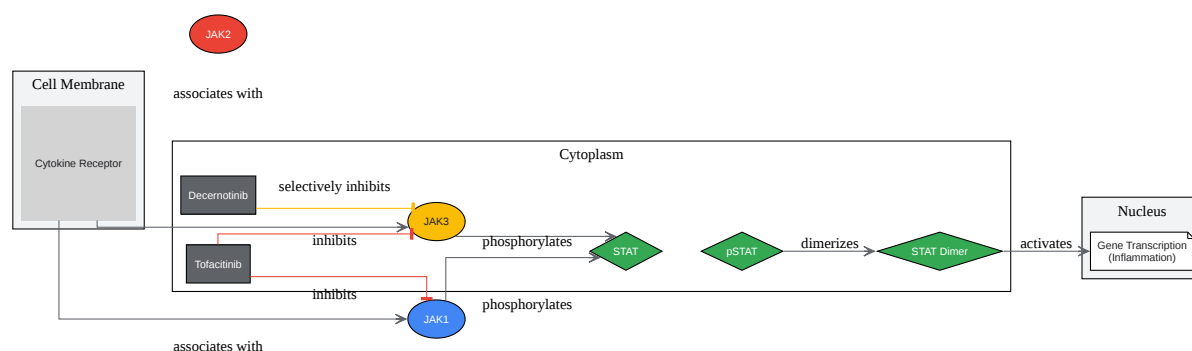 JAK2
Cell Membrane
associates with
Cytokine Receptor
Cytoplasm
Decernotinib
selectively inhibits
JAK3
inhibits
phosphorylates
STAT
pSTAT
dimerizes
STAT Dimer
activates
Nucleus
Gene Transcription
(Inflammation)
Tofacitinib
inhibits
phosphorylates
JAK1
associates with